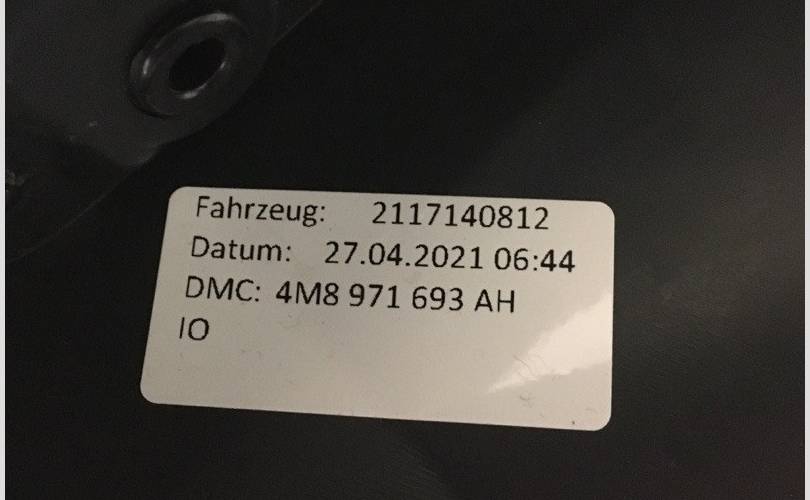 Fahrzeug: 2117140812
Datum: 27.04.2021 06:44
DMC: 4M8 971 693 AH
IO